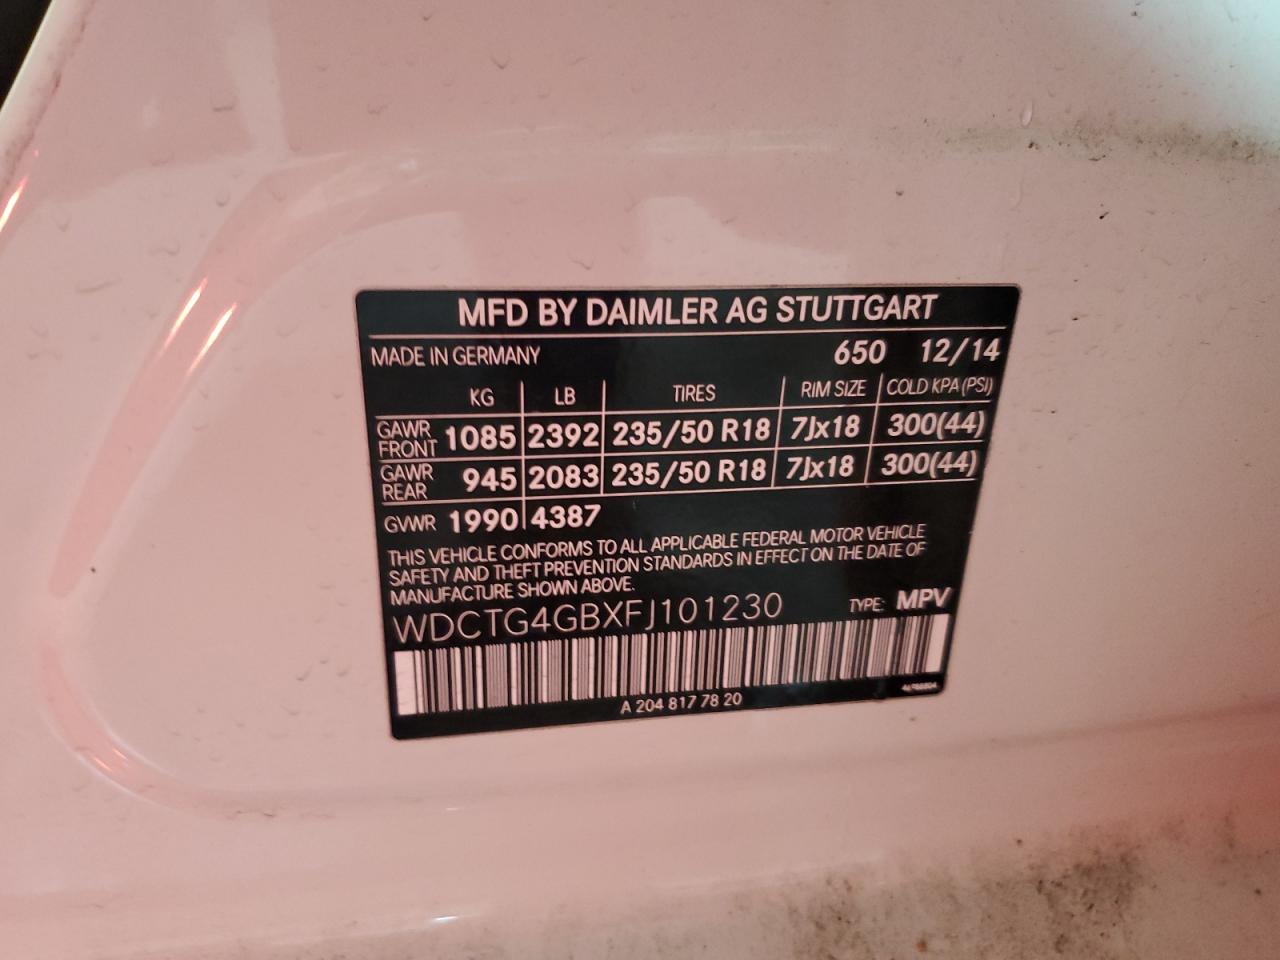 MFD BY DAIMLER AG STUTTGART
MADE IN GERMANY 650 12/14
KG LB TIRES RIM SIZE COLD KPA (PSI)
GAWR FRONT 1085 2392 235/50 R18 7Jx18 300(44)
GAWR REAR 945 2083 235/50 R18 7Jx18 300(44)
GVWR 1990 4387
THIS VEHICLE CONFORMS TO ALL APPLICABLE FEDERAL MOTOR VEHICLE
SAFETY AND THEFT PREVENTION STANDARDS IN EFFECT ON THE DATE OF
MANUFACTURE SHOWN ABOVE.
WDCTG4GBXFJ101230 TYPE: MPV
A 204 817 78 20